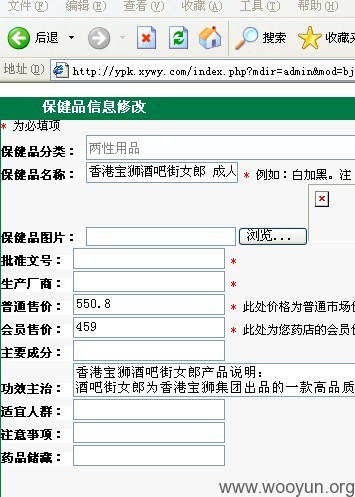 文件(F) 编辑(E) 查看(V) 收藏(A) 工具(T) 帮助(H)
后退 搜索 收藏
地址(D) http://ypk.xywy.com/index.php?mdir=admin&mod=bj
保健品信息修改
* 为必填项
保健品分类： 两性用品
保健品名称： 香港宝狮酒吧街女郎 成人 * 例如：白加黑。注
保健品图片： 浏览...
批准文号： *
生产厂商： *
普通售价： 550.8 * 此处价格为普通市场售
会员售价： 459 * 此处为您药店的会员价
主要成分：
功效主治： 香港宝狮酒吧街女郎产品说明：
酒吧街女郎为香港宝狮集团出品的一款高品质
适宜人群：
注意事项：
药品储藏：
www.wooyun.org